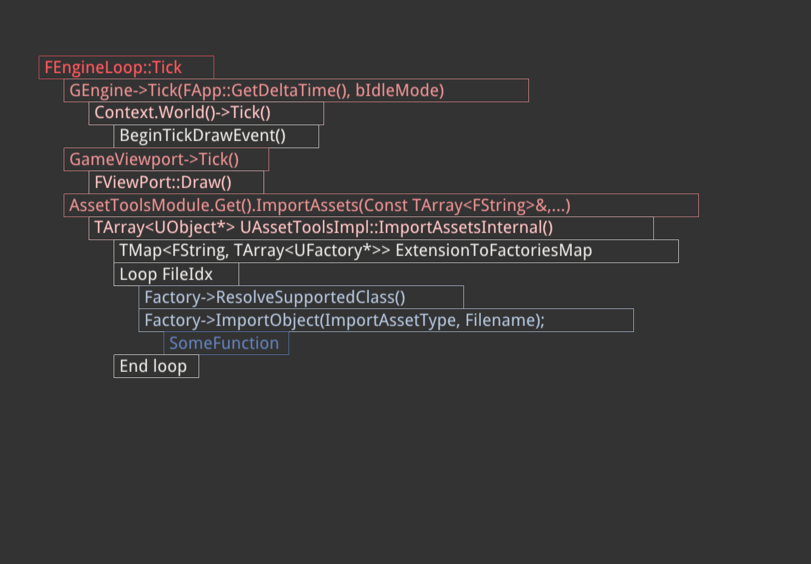 FEngineLoop::Tick
GEngine->Tick(FApp::GetDeltaTime(), bIdleMode)
Context.World()->Tick()
BeginTickDrawEvent()
GameViewport->Tick()
FViewPort::Draw()
AssetToolsModule.Get().ImportAssets(Const TArray<FString>&,...)
TArray<UObject*> UAssetToolsImpl::ImportAssetsInternal()
TMap<FString, TArray<UFactory*>> ExtensionToFactoriesMap
Loop FileIdx
Factory->ResolveSupportedClass()
Factory->ImportObject(ImportAssetType, Filename);
SomeFunction
End loop